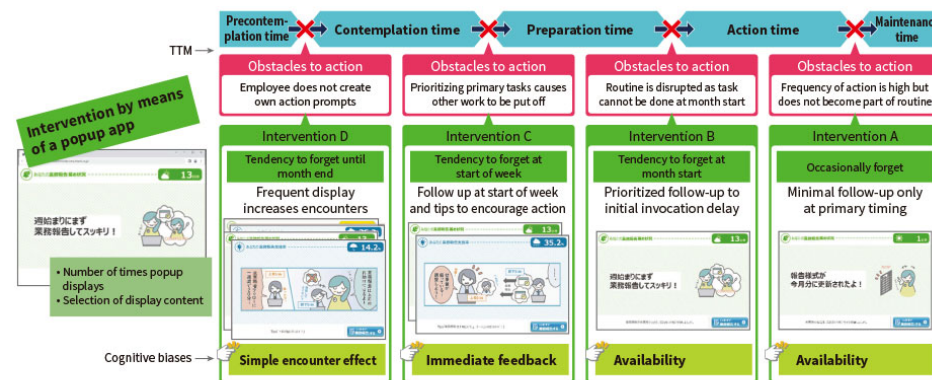 Precontem-
plation time
Contemplation time
Preparation time
Action time
Maintenance
time
TTM
Obstacles to action
Employee does not create
own action prompts
Obstacles to action
Prioritizing primary tasks causes
other work to be put off
Obstacles to action
Routine is disrupted as task
cannot be done at month start
Obstacles to action
Frequency of action is high but
does not become part of routine
Intervention by means
of a popup app
週始まりにまず
業務報告してスッキリ！
• Number of times popup
displays
• Selection of display content
Intervention D
Tendency to forget until
month end
Frequent display
increases encounters
14.2
Intervention C
Tendency to forget at
start of week
Follow up at start of week
and tips to encourage action
13
35.2
Intervention B
Tendency to forget at
month start
Prioritized follow-up to
initial invocation delay
13
週始まりにまず
業務報告してスッキリ！
Intervention A
Occasionally forget
Minimal follow-up only
at primary timing
報告様式が
今月分に更新されたよ！
Cognitive biases
Simple encounter effect
Immediate feedback
Availability
Availability